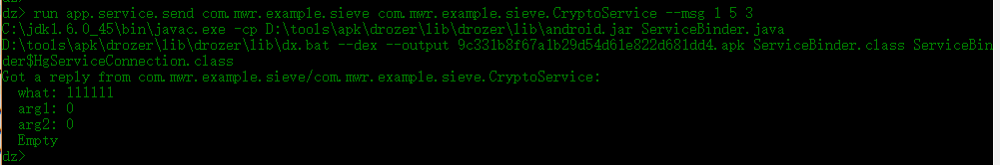 dz> run app.service.send com.mwr.example.sieve com.mwr.example.sieve.CryptoService --msg 1 5 3
C:\jdk1.6.0_45\bin\javac.exe -cp D:\tools\apk\drozer\lib\drozer\lib\android.jar ServiceBinder.java
D:\tools\apk\drozer\lib\drozer\lib\dx.bat --dex --output 9c331b8f67a1b29d54d61e822d681dd4.apk ServiceBinder.class ServiceBin
der$HgServiceConnection.class
Got a reply from com.mwr.example.sieve/com.mwr.example.sieve.CryptoService:
  what: 111111
  arg1: 0
  arg2: 0
  Empty
dz>